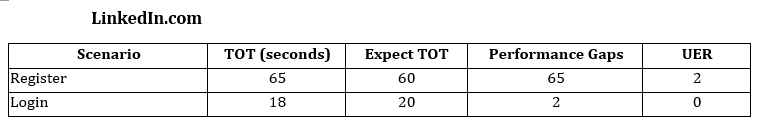 LinkedIn.com
Scenario TOT (seconds) Expect TOT Performance Gaps UER
Register 65 60 65 2
Login 18 20 2 0